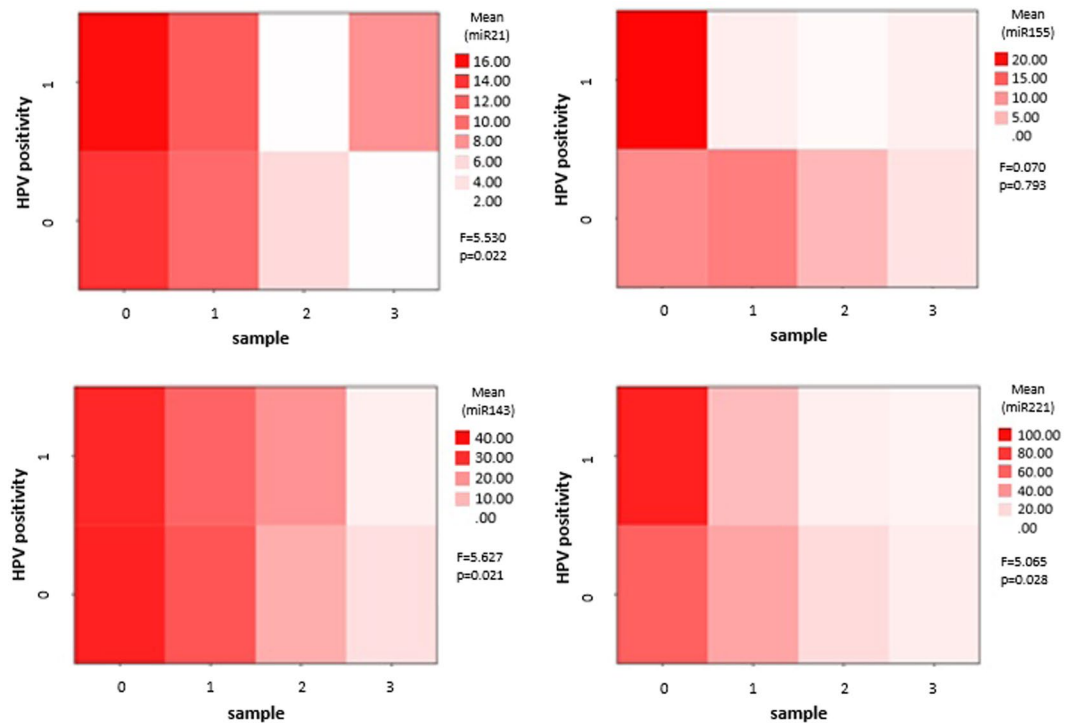 Mean
(miR21)
16.00
14.00
12.00
10.00
8.00
6.00
4.00
2.00
F=5.530
p=0.022
HPV positivity
1
0
0 1 2 3
sample
Mean
(miR155)
20.00
15.00
10.00
5.00
.00
F=0.070
p=0.793
HPV positivity
1
0
0 1 2 3
sample
Mean
(miR143)
40.00
30.00
20.00
10.00
.00
F=5.627
p=0.021
HPV positivity
1
0
0 1 2 3
sample
Mean
(miR221)
100.00
80.00
60.00
40.00
20.00
.00
F=5.065
p=0.028
HPV positivity
1
0
0 1 2 3
sample